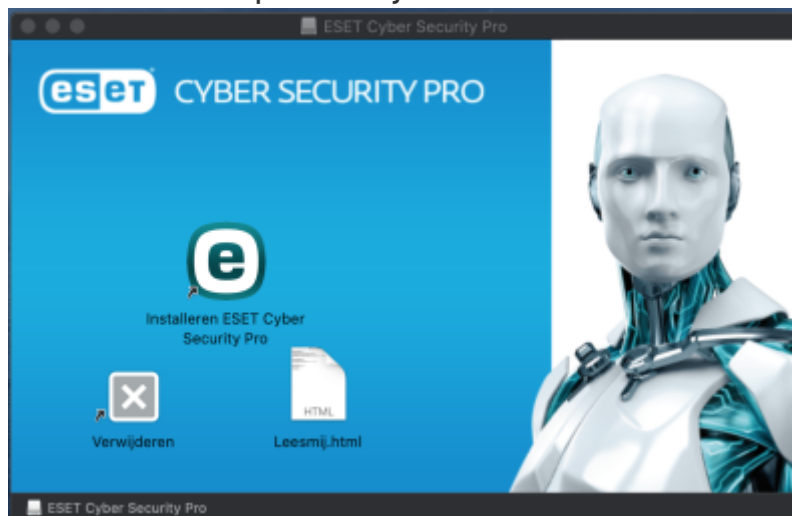 ESET Cyber Security Pro
eset CYBER SECURITY PRO
e
Installeren ESET Cyber
Security Pro
HTML
Verwijderen
Leesmij.html
ESET Cyber Security Pro